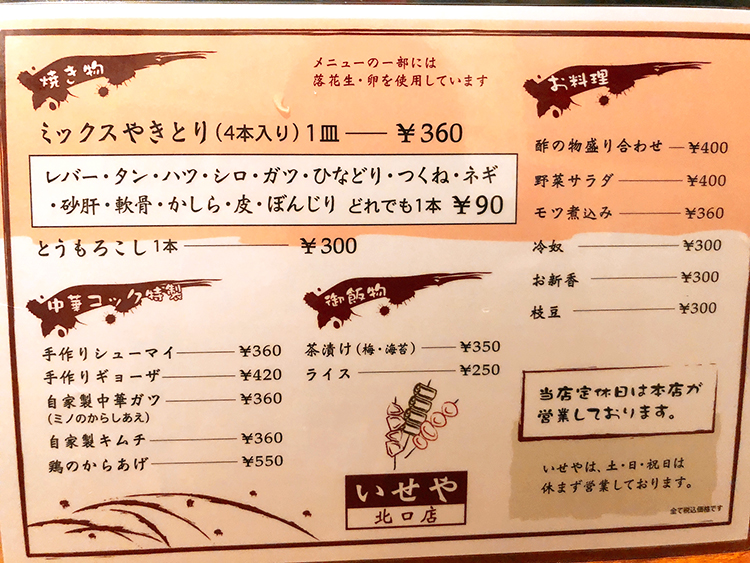 焼き物
メニューの一部には
落花生・卵を使用しています
ミックスやきとり(4本入り)1皿 ── ¥360
レバー・タン・ハツ・シロ・ガツ・ひなどり・つくね・ネギ
・砂肝・軟骨・かしら・皮・ぼんじり どれでも1本 ¥90
とうもろこし1本 ── ¥300
お料理
酢の物盛り合わせ ─ ¥400
野菜サラダ ── ¥400
モツ煮込み ── ¥360
冷奴 ── ¥300
お新香 ── ¥300
枝豆 ── ¥300
中華コック特製
手作りシューマイ ── ¥360
手作りギョーザ ── ¥420
自家製中華ガツ ── ¥360
(ミノのからしあえ)
自家製キムチ ── ¥360
鶏のからあげ ── ¥550
御飯物
茶漬け(梅・海苔) ── ¥350
ライス ── ¥250
いせや
北口店
当店定休日は本店が
営業しております。
いせやは、土・日・祝日は
休まず営業しております。
全て税込価格です